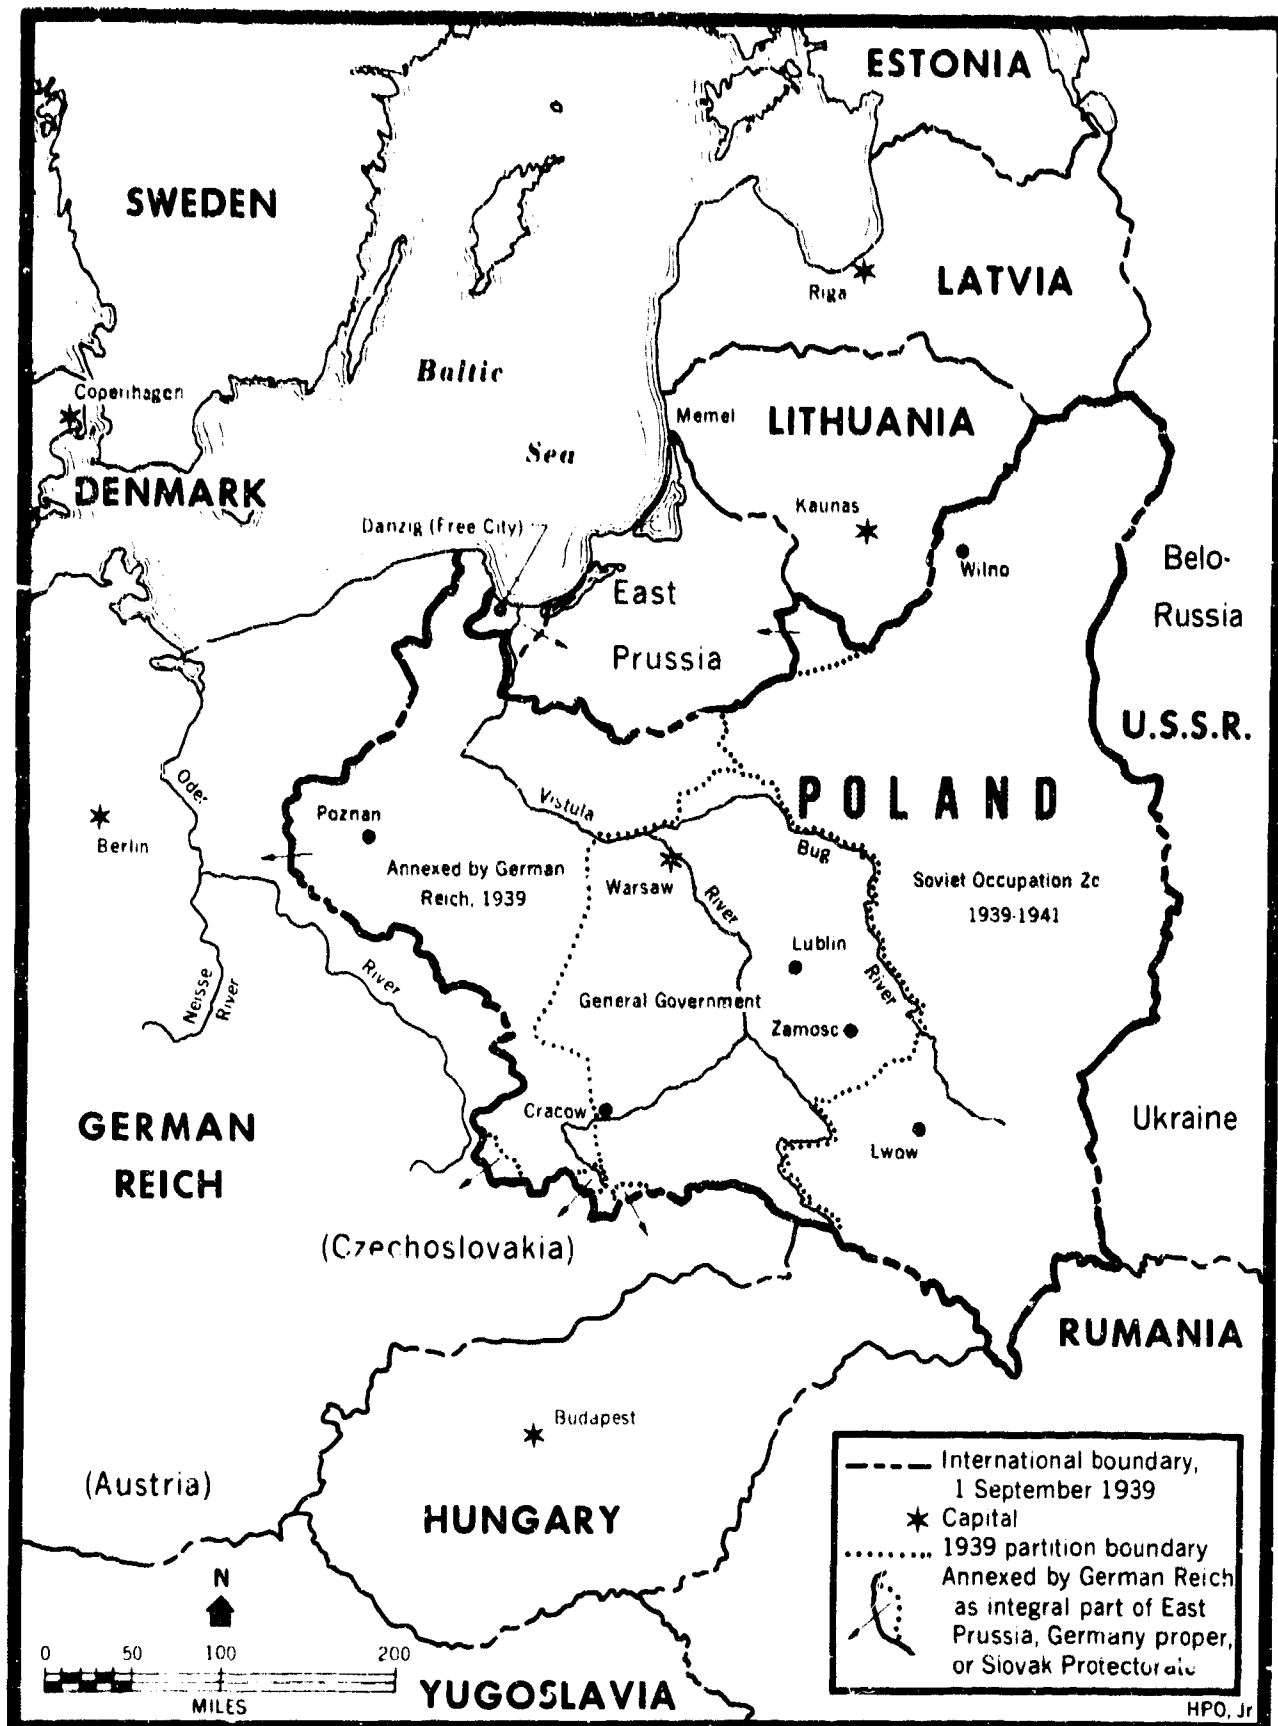 ESTONIA
SWEDEN
LATVIA
Riga
Baltic
Sea
Copenhagen
DENMARK
Memel
LITHUANIA
Kaunas
Wilno
Danzig (Free City)
East
Prussia
Belo-
Russia
U.S.S.R.
POLAND
Oder
Berlin
Poznan
Vistula
Bug
Annexed by German
Reich, 1939
Warsaw
River
Soviet Occupation Zc
1939-1941
Lublin
River
River
Neisse
River
General Government
Zamosc
Cracow
Lwow
Ukraine
GERMAN
REICH
(Czechoslovakia)
RUMANIA
Budapest
(Austria)
HUNGARY
International boundary,
1 September 1939
Capital
1939 partition boundary
Annexed by German Reich
as integral part of East
Prussia, Germany proper,
or Slovak Protectorate
N
0 50 100 200
MILES
YUGOSLAVIA
HPO, Jr